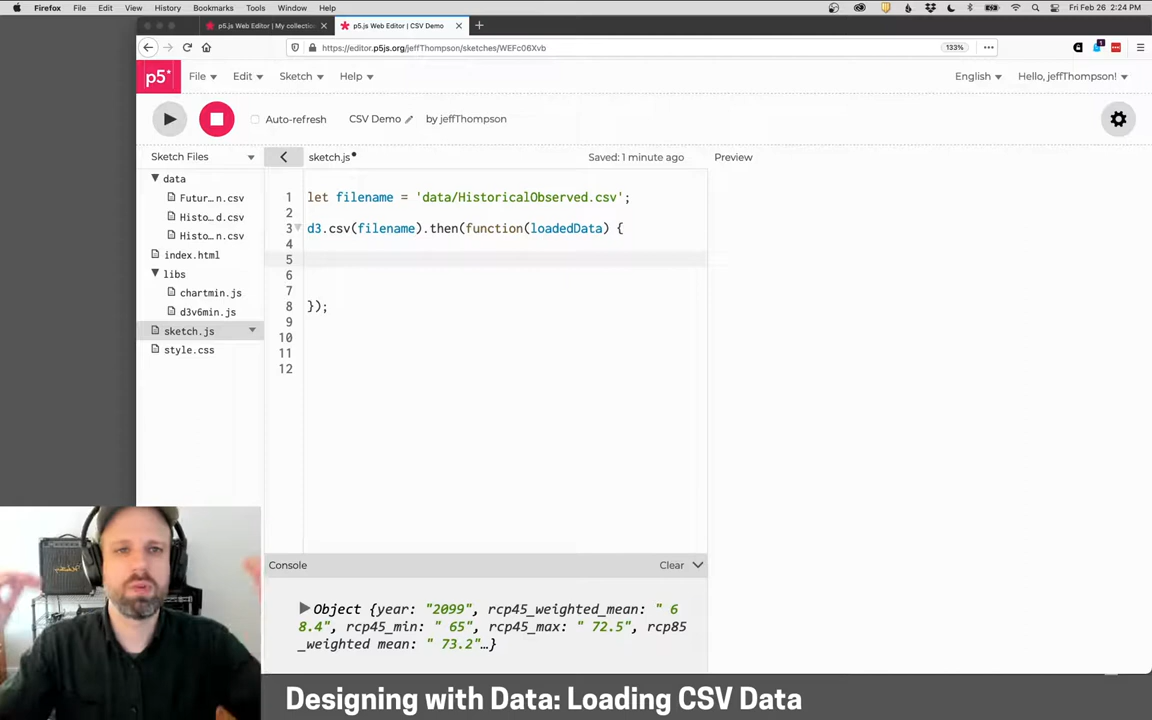 Firefox File Edit View History Bookmarks Tools Window Help Fri Feb 26 2:24 PM
p5.js Web Editor | My collectio
p5.js Web Editor | CSV Demo
https://editor.p5js.org/jeffThompson/sketches/WEFc06Xvb 133%
p5* File Edit Sketch Help English Hello, jeffThompson!
Auto-refresh CSV Demo by jeffThompson
Sketch Files sketch.js Saved: 1 minute ago Preview
data
Futur…n.csv
Histo…d.csv
Histo…n.csv
index.html
libs
chartmin.js
d3v6min.js
sketch.js
style.css
1 let filename = 'data/HistoricalObserved.csv';
2
3 d3.csv(filename).then(function(loadedData) {
4
5
6
7
8 });
9
10
11
12
Console Clear
Object {year: "2099", rcp45_weighted_mean: " 6
8.4", rcp45_min: " 65", rcp45_max: " 72.5", rcp85
_weighted mean: " 73.2"…}
Designing with Data: Loading CSV Data